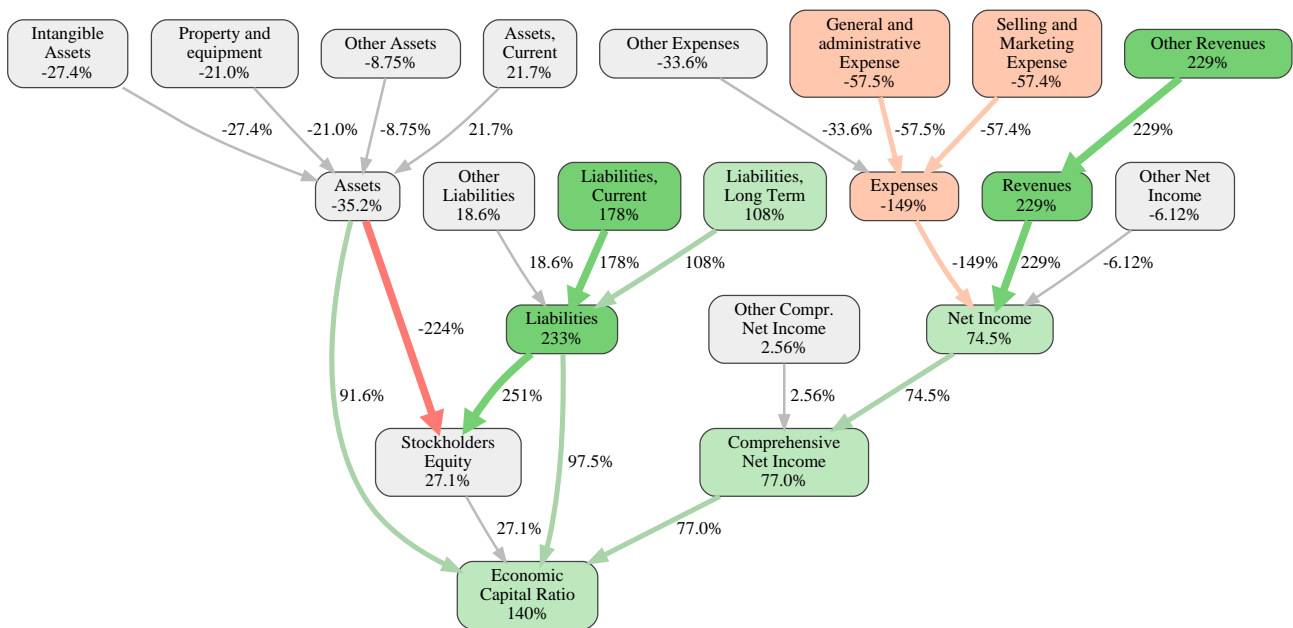 Intangible
Assets
-27.4%
Property and
equipment
-21.0%
Other Assets
-8.75%
Assets,
Current
21.7%
Other Expenses
-33.6%
General and
administrative
Expense
-57.5%
Selling and
Marketing
Expense
-57.4%
Other Revenues
229%
-27.4%
-21.0%
-8.75%
21.7%
-33.6%
-57.5%
-57.4%
229%
Assets
-35.2%
Other
Liabilities
18.6%
Liabilities,
Current
178%
Liabilities,
Long Term
108%
Expenses
-149%
Revenues
229%
Other Net
Income
-6.12%
18.6%
178%
108%
-149%
229%
-6.12%
Liabilities
233%
Other Compr.
Net Income
2.56%
Net Income
74.5%
-224%
91.6%
251%
2.56%
74.5%
Stockholders
Equity
27.1%
97.5%
Comprehensive
Net Income
77.0%
27.1%
77.0%
Economic
Capital Ratio
140%